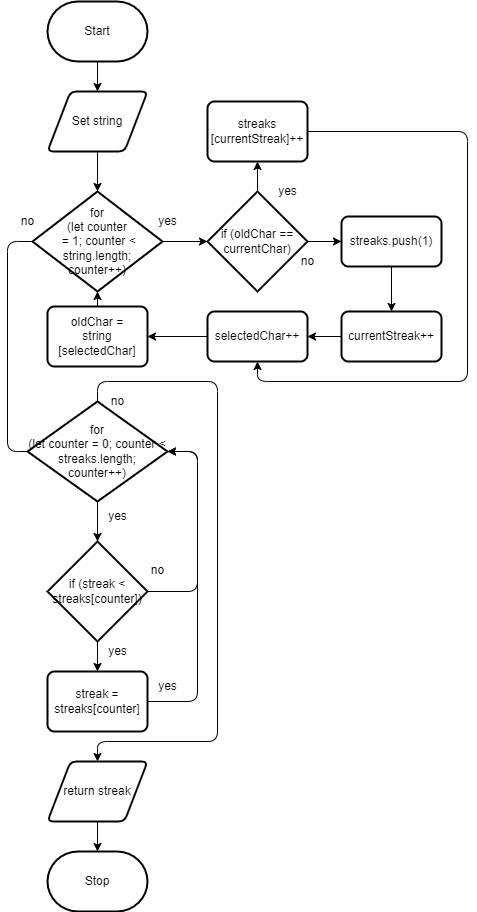 Start
Set string
streaks
[currentStreak]++
yes
no
for
(let counter
= 1; counter <
string.length;
counter++)
yes
if (oldChar ==
currentChar)
no
streaks.push(1)
oldChar =
string
[selectedChar]
selectedChar++
currentStreak++
no
for
(let counter = 0; counter <
streaks.length;
counter++)
yes
if (streak <
streaks[counter])
no
yes
streak =
streaks[counter]
yes
return streak
Stop